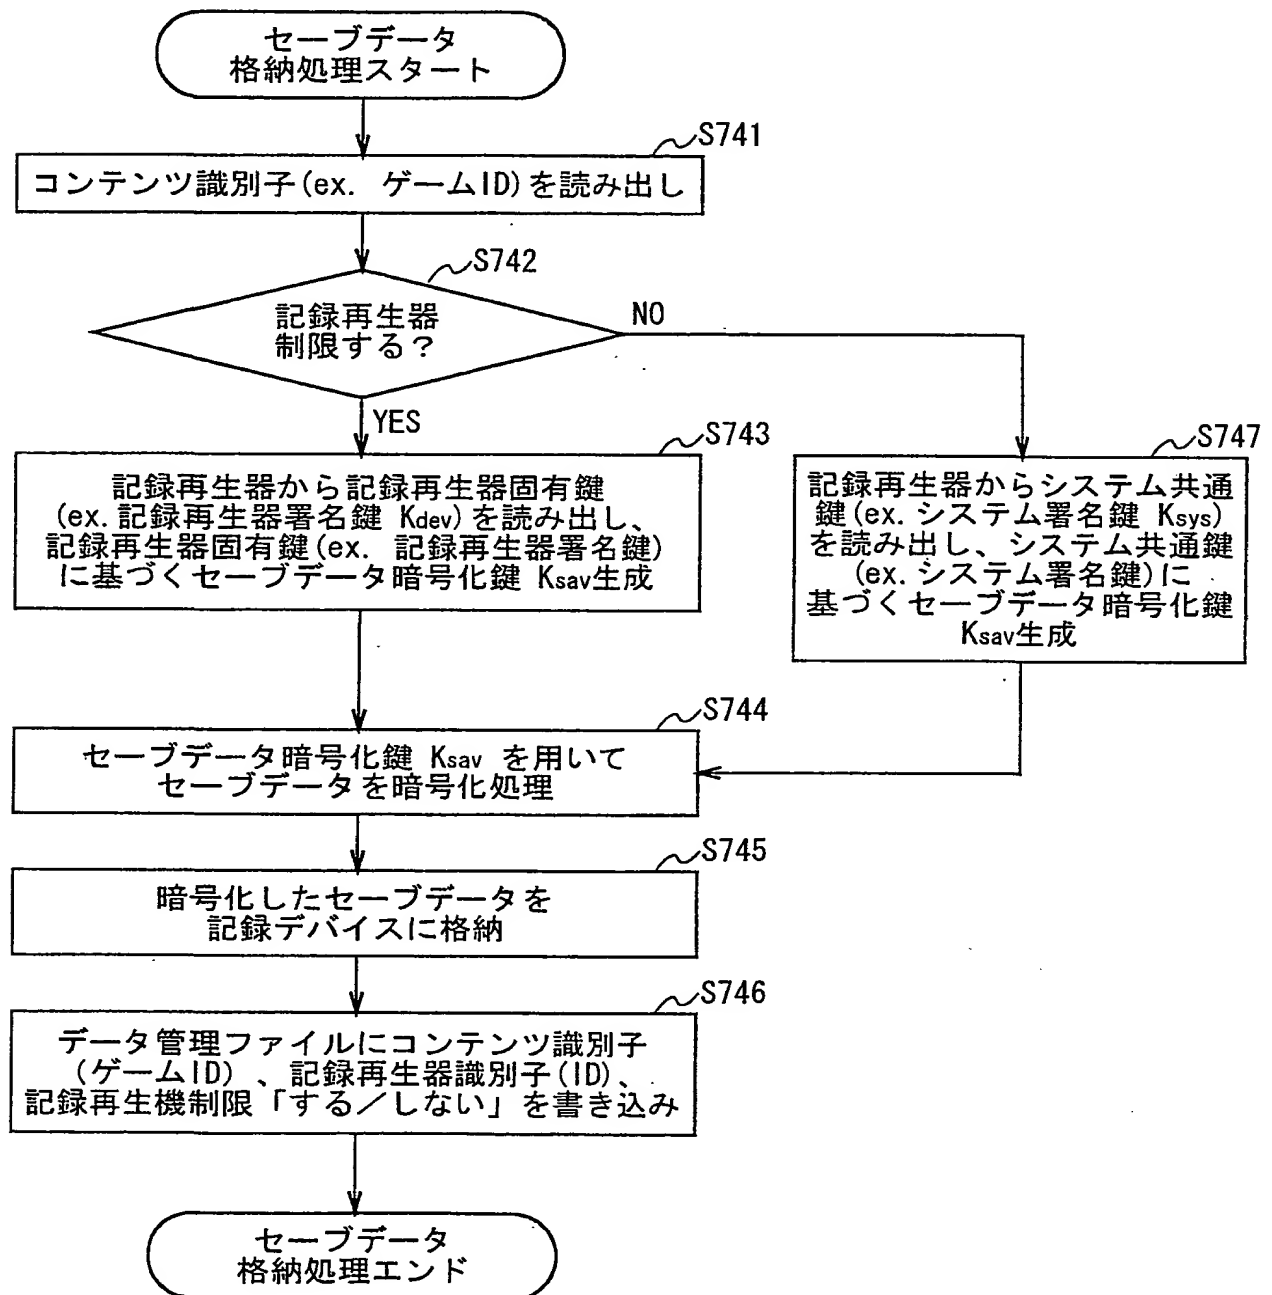 セーブデータ
格納処理スタート
S741
コンテンツ識別子(ex. ゲームID)を読み出し
S742
記録再生器
制限する?
NO
YES
S743
記録再生器から記録再生器固有鍵
(ex.記録再生器署名鍵 Kdev)を読み出し、
記録再生器固有鍵(ex. 記録再生器署名鍵)
に基づくセーブデータ暗号化鍵 Ksav生成
S747
記録再生器からシステム共通
鍵(ex.システム署名鍵 Ksys)
を読み出し、システム共通鍵
(ex.システム署名鍵)に
基づくセーブデータ暗号化鍵
Ksav生成
S744
セーブデータ暗号化鍵 Ksav を用いて
セーブデータを暗号化処理
S745
暗号化したセーブデータを
記録デバイスに格納
S746
データ管理ファイルにコンテンツ識別子
(ゲームID)、記録再生器識別子(ID)、
記録再生機制限「する/しない」を書き込み
セーブデータ
格納処理エンド